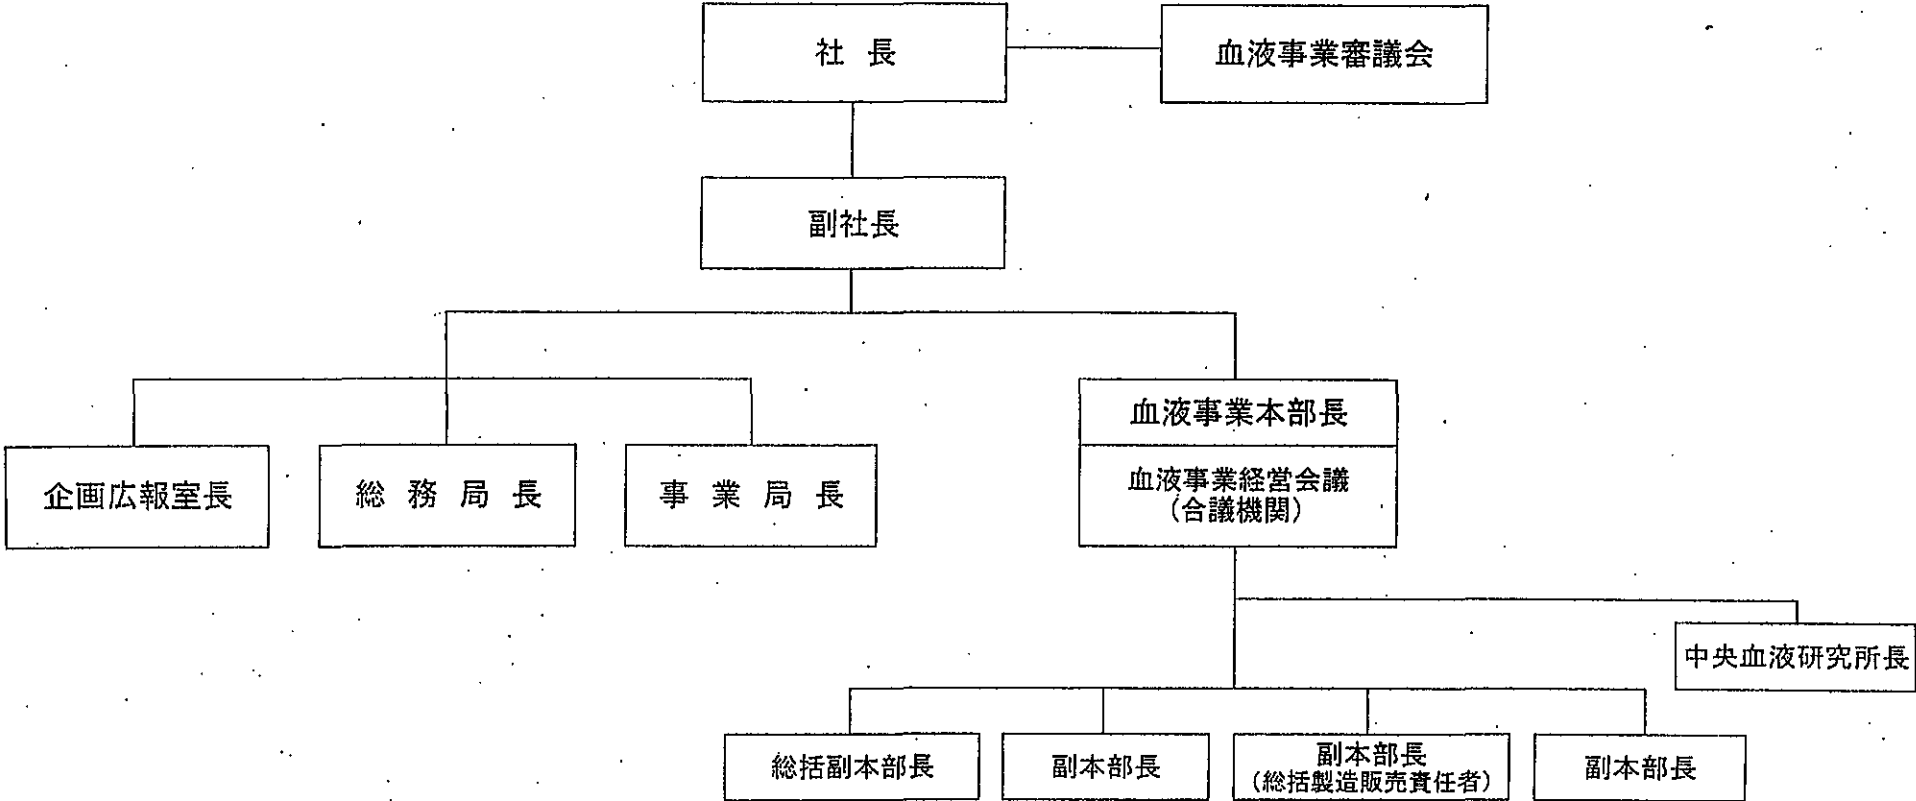 社 長
血液事業審議会
副社長
血液事業本部長
血液事業経営会議
(合議機関)
企画広報室長
総 務 局 長
事 業 局 長
中央血液研究所長
総括副本部長
副本部長
副本部長
(総括製造販売責任者)
副本部長